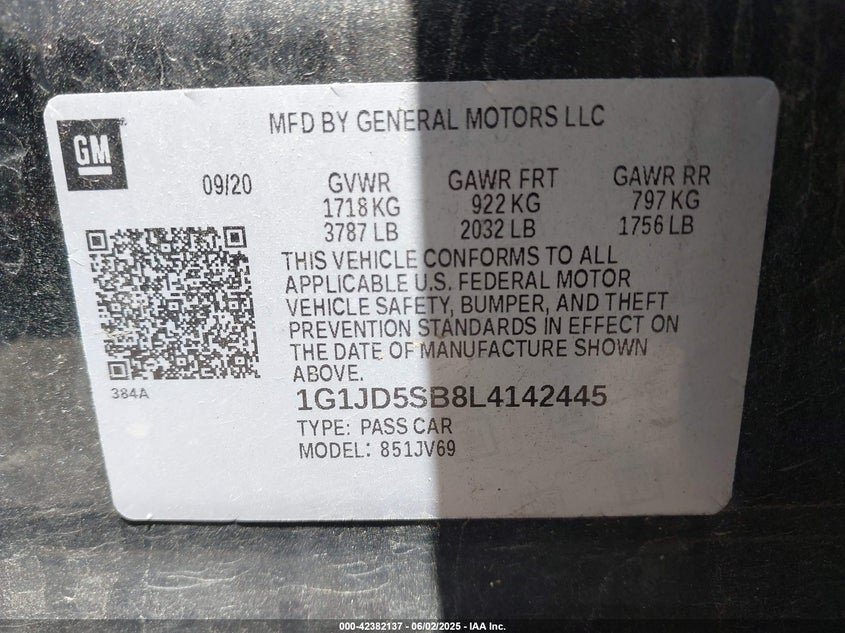 MFD BY GENERAL MOTORS LLC
GM
09/20 GVWR GAWR FRT GAWR RR
1718 KG 922 KG 797 KG
3787 LB 2032 LB 1756 LB
THIS VEHICLE CONFORMS TO ALL
APPLICABLE U.S. FEDERAL MOTOR
VEHICLE SAFETY, BUMPER, AND THEFT
PREVENTION STANDARDS IN EFFECT ON
THE DATE OF MANUFACTURE SHOWN
ABOVE.
384A
1G1JD5SB8L4142445
TYPE: PASS CAR
MODEL: 851JV69
000-42382137 - 06/02/2025 - IAA Inc.